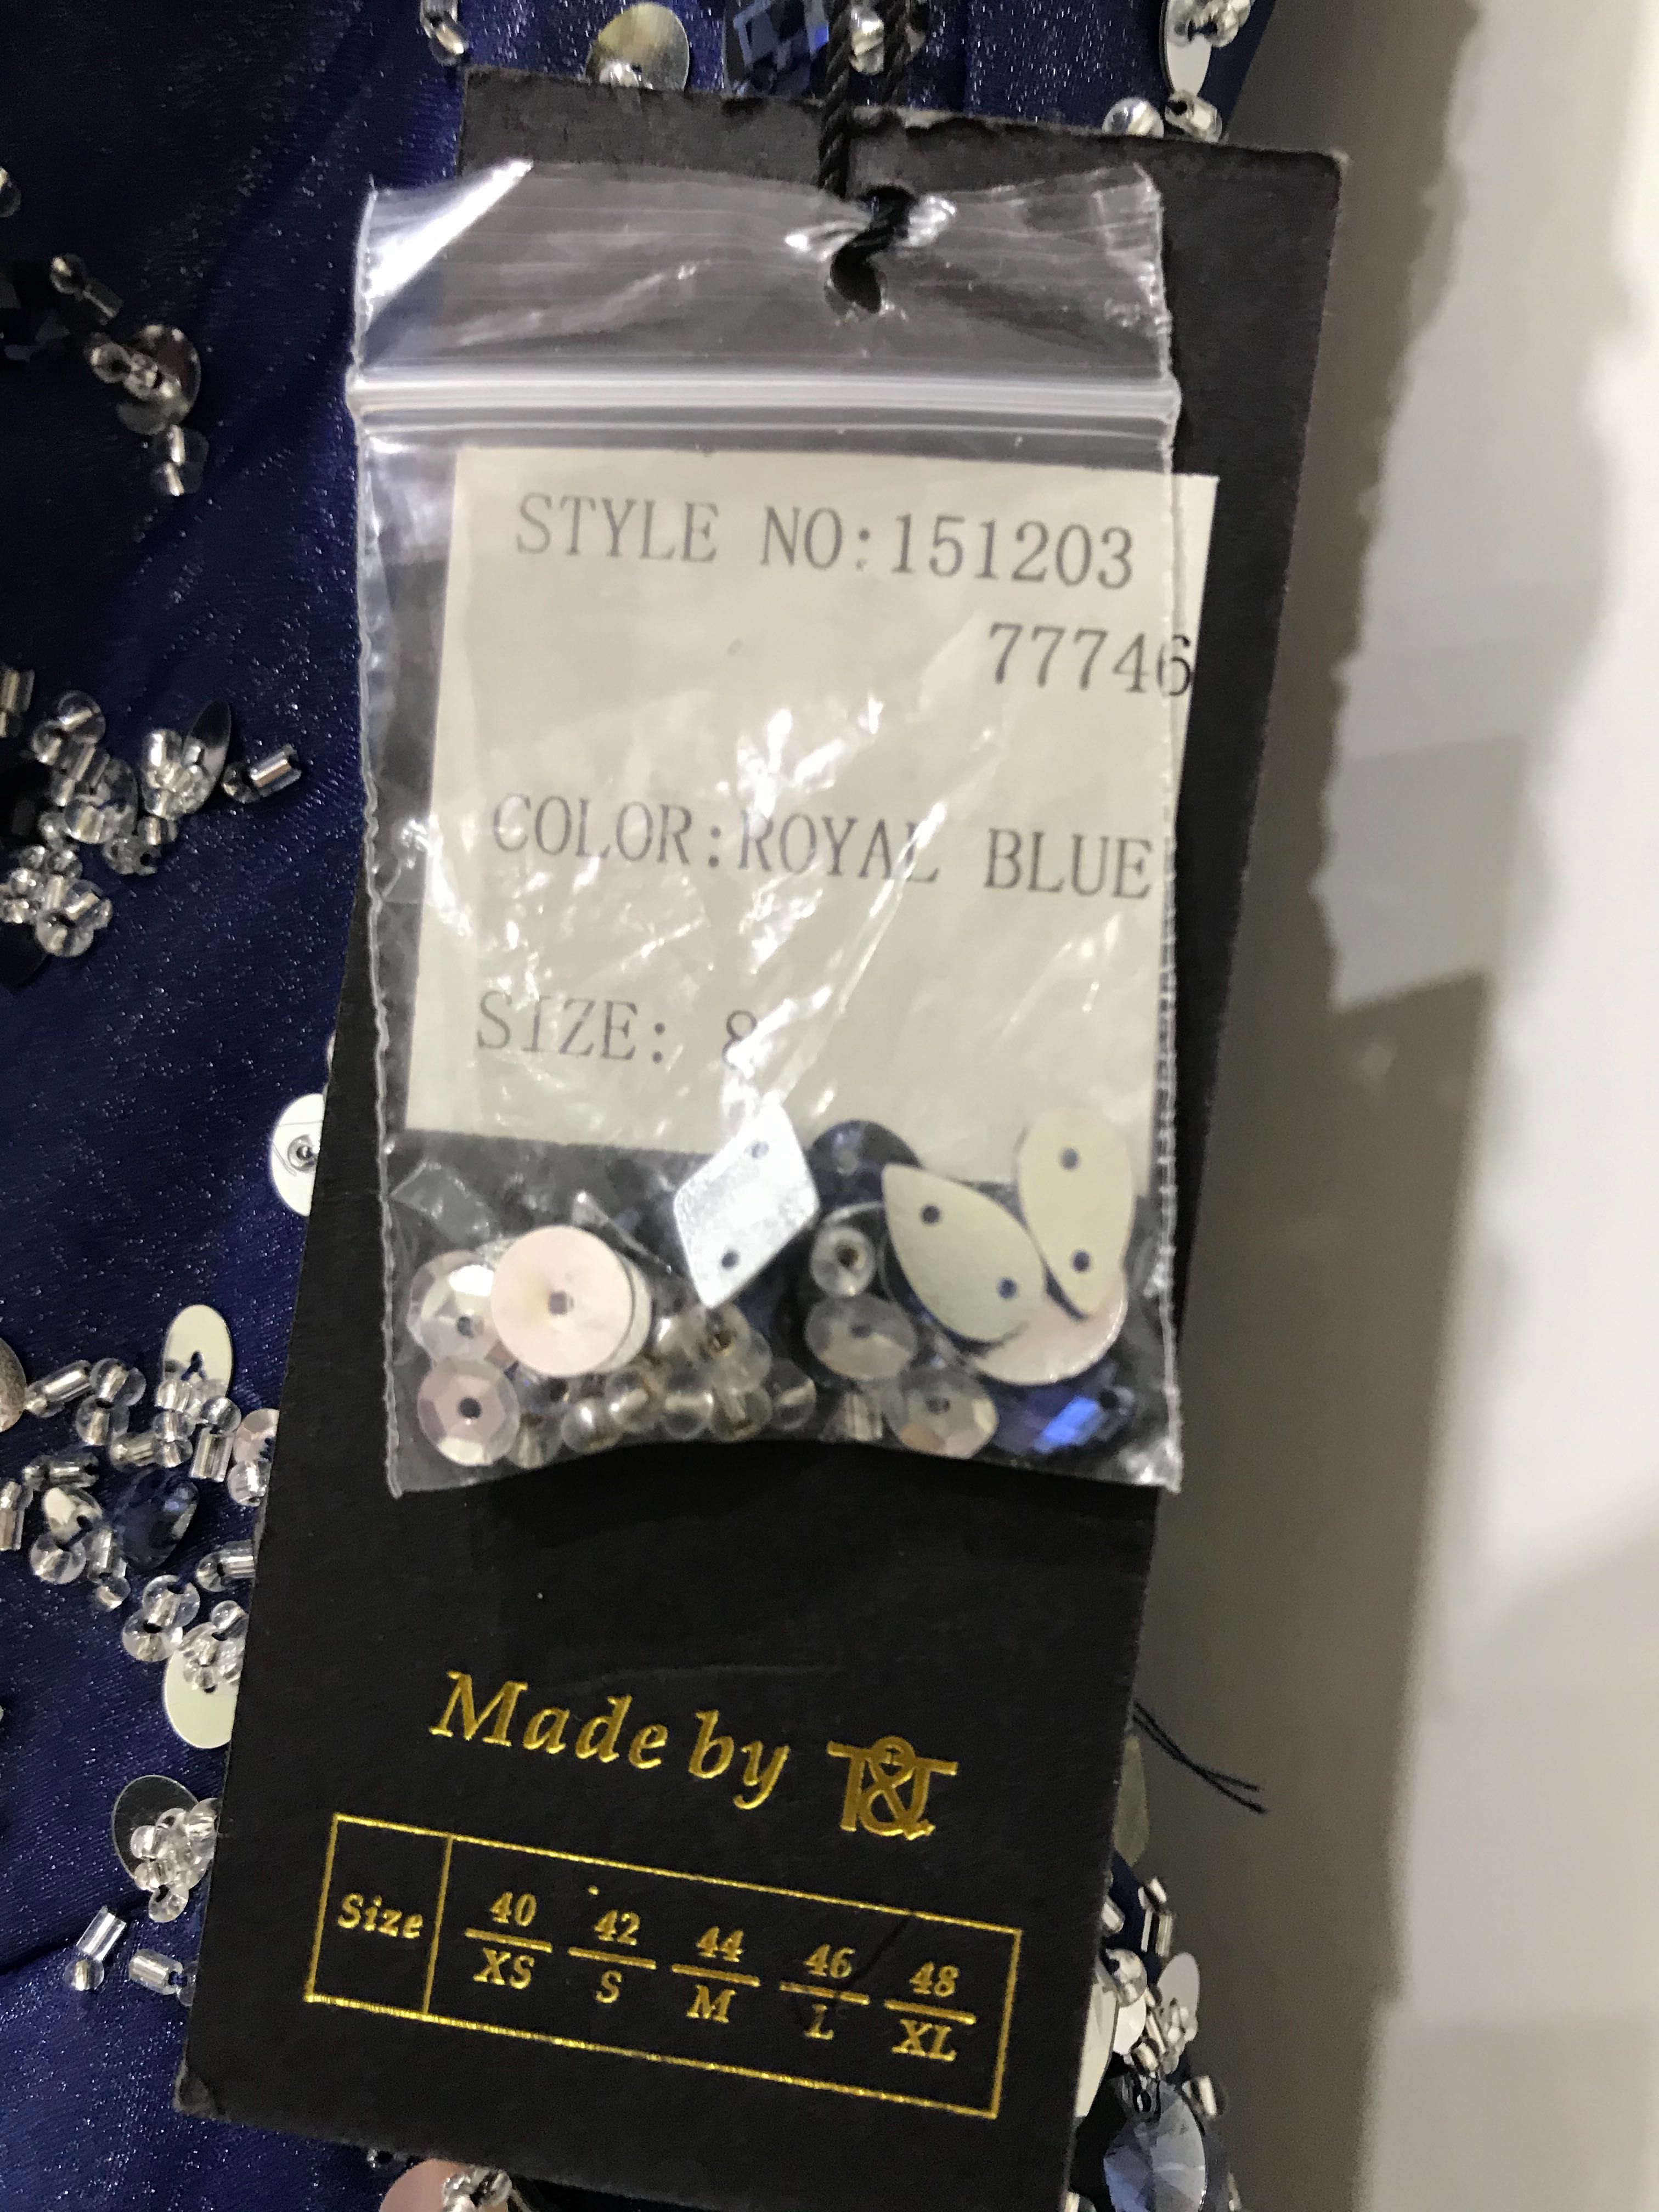 STYLE NO:151203
77746
COLOR:ROYAL BLUE
SIZE: 8
Made by T&T
Size 40 42 44 46 48
XS S M L XL